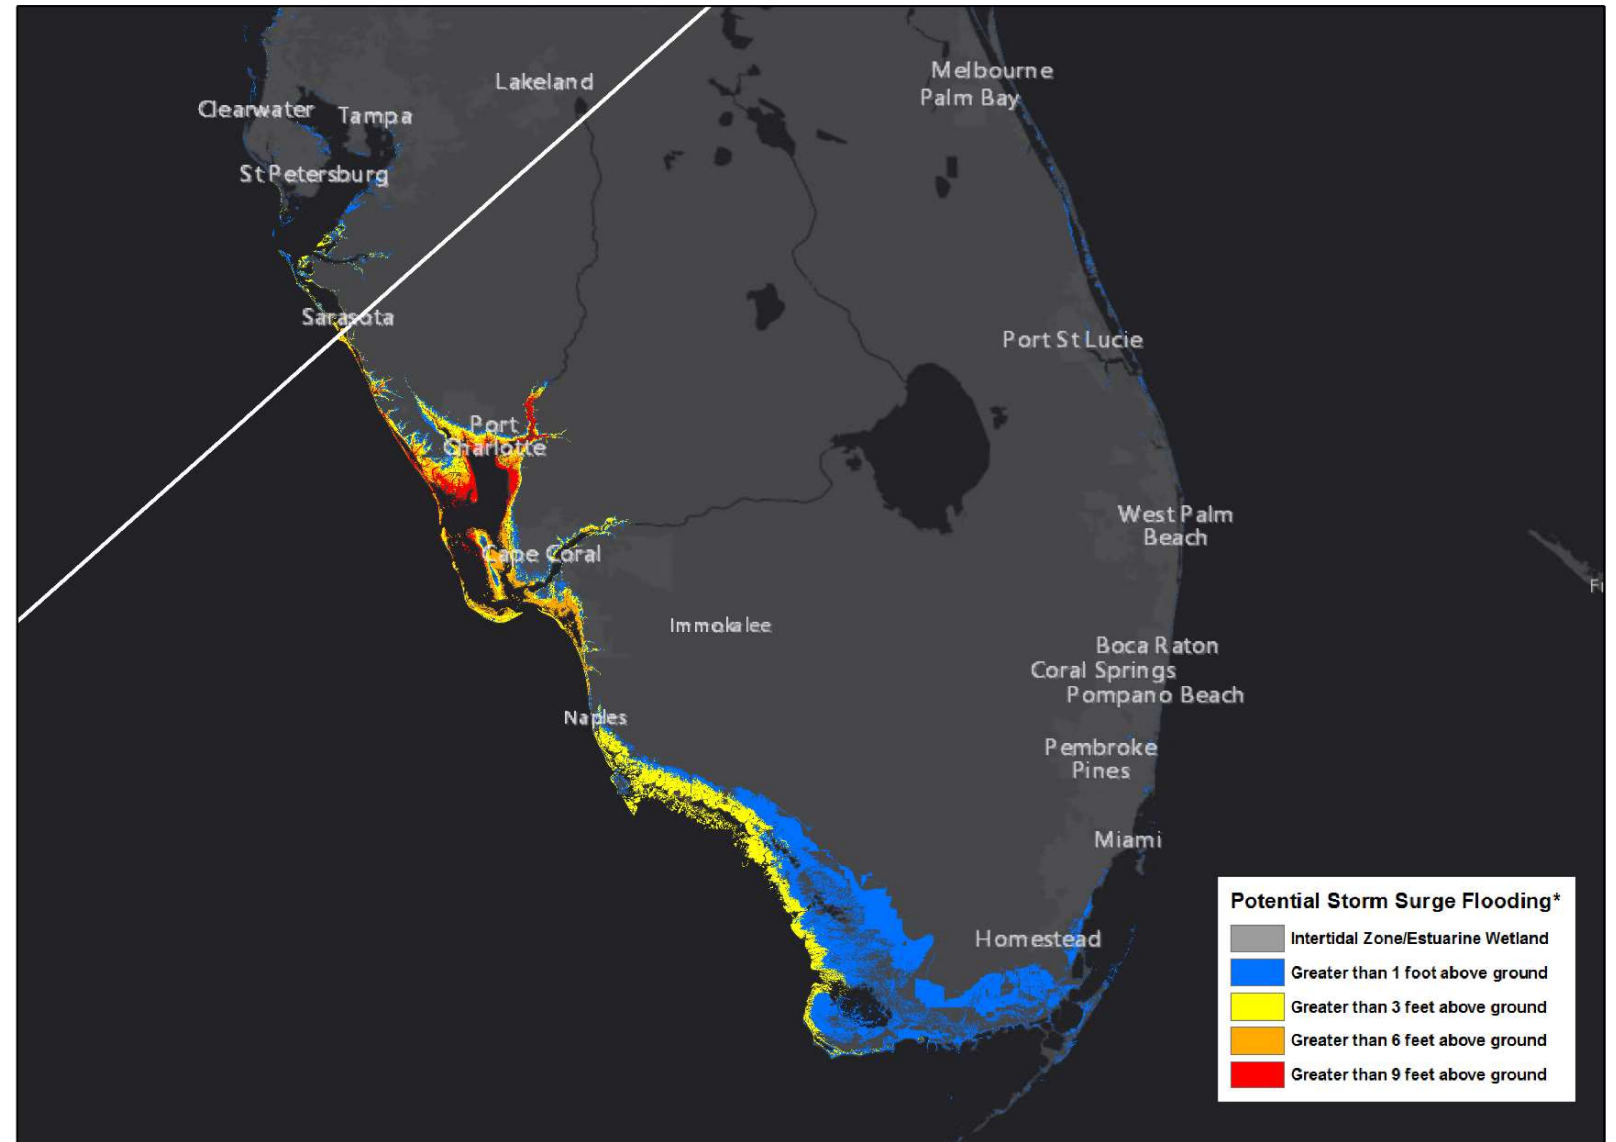 Melbourne
Palm Bay
Lakeland
Clearwater
Tampa
St Petersburg
Sarasota
Port St Lucie
Port
Charlotte
West Palm
Beach
Cape Coral
Immokalee
Boca Raton
Coral Springs
Pompano Beach
Naples
Pembroke
Pines
Miami
Homestead
Potential Storm Surge Flooding*
Intertidal Zone/Estuarine Wetland
Greater than 1 foot above ground
Greater than 3 feet above ground
Greater than 6 feet above ground
Greater than 9 feet above ground